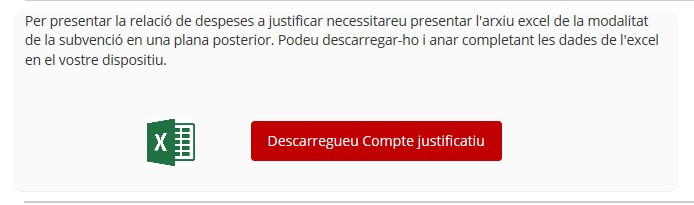 Per presentar la relació de despeses a justificar necessitareu presentar l'arxiu excel de la modalitat
de la subvenció en una plana posterior. Podeu descarregar-ho i anar completant les dades de l'excel
en el vostre dispositiu.
X
Descarregueu Compte justificatiu